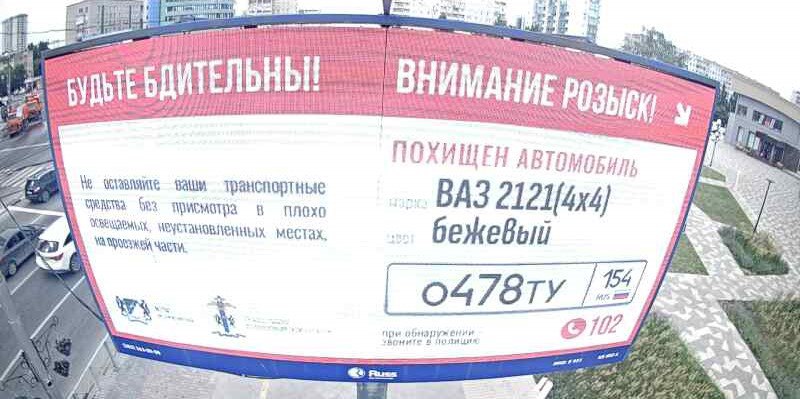 БУДЬТЕ БДИТЕЛЬНЫ!
Не оставляйте ваши транспортные
средства без присмотра в плохо
освещаемых, неустановленных местах,
на проезжей части.
ВНИМАНИЕ РОЗЫСК!
ПОХИЩЕН АВТОМОБИЛЬ
марка ВАЗ 2121(4х4)
цвет бежевый
о478ТУ 154
RUS
при обнаружении -
звоните в полицию
102
Russ